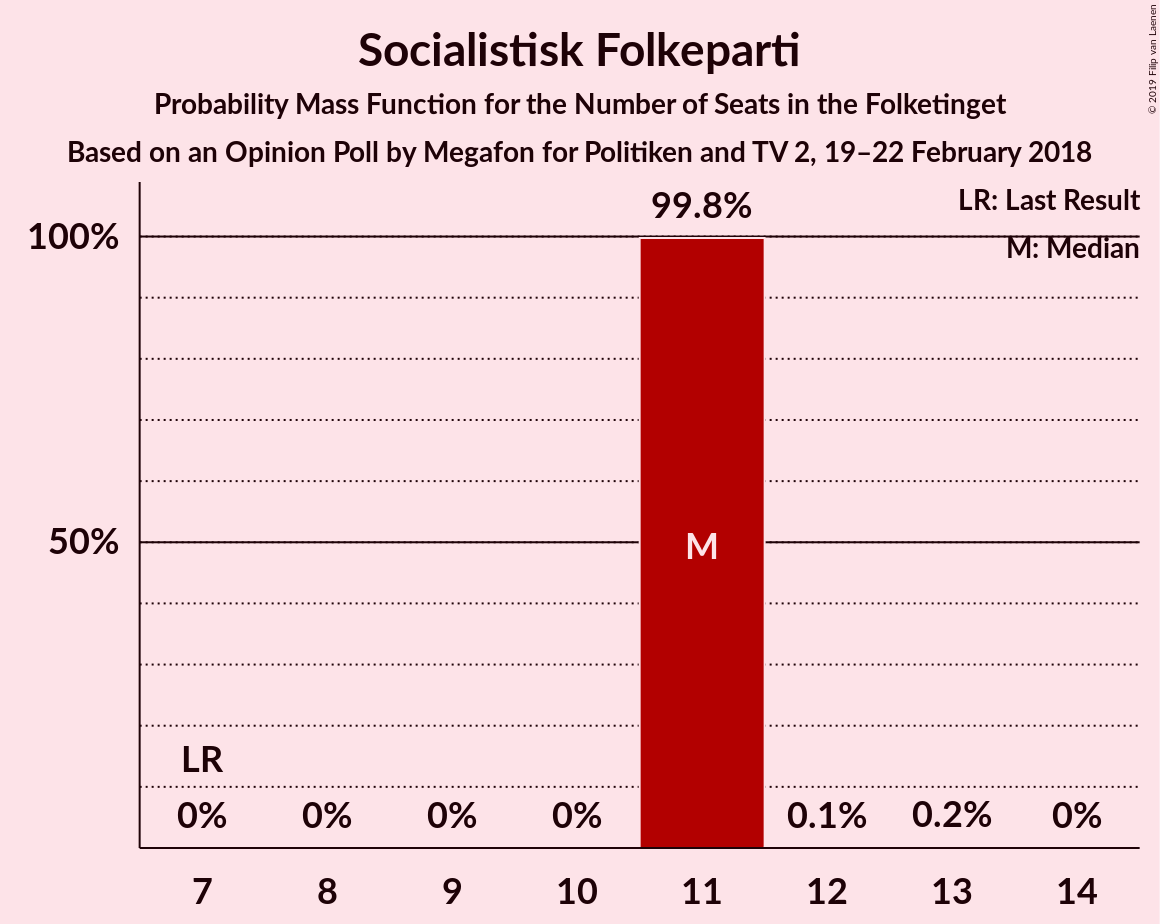 Socialistisk Folkeparti
Probability Mass Function for the Number of Seats in the Folketinget
Based on an Opinion Poll by Megafon for Politiken and TV 2, 19–22 February 2018
© 2019 Filip van Laenen
99.8%
LR: Last Result
100%
M: Median
50%
M
LR
0% 0% 0% 0% 0.1% 0.2% 0%
7 8 9 10 11 12 13 14